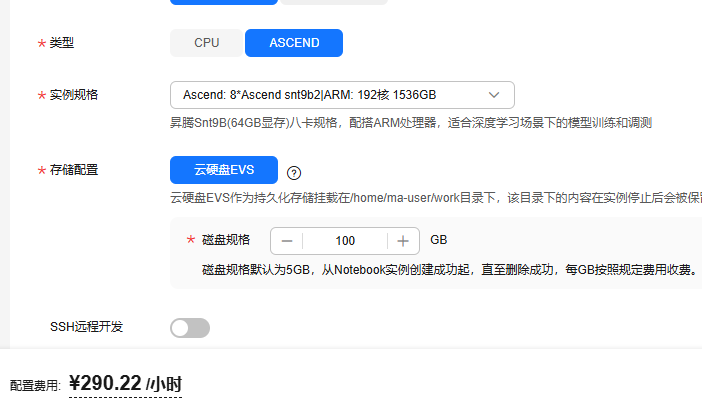 * 类型 CPU ASCEND
* 实例规格 Ascend: 8*Ascend snt9b2|ARM: 192核 1536GB
昇腾Snt9B(64GB显存)八卡规格，配搭ARM处理器，适合深度学习场景下的模型训练和调测
* 存储配置 云硬盘EVS ?
云硬盘EVS作为持久化存储挂载在/home/ma-user/work目录下，该目录下的内容在实例停止后会被保
* 磁盘规格 − 100 + GB
磁盘规格默认为5GB，从Notebook实例创建成功起，直至删除成功，每GB按照规定费用收费。
SSH远程开发
配置费用: ¥290.22 /小时